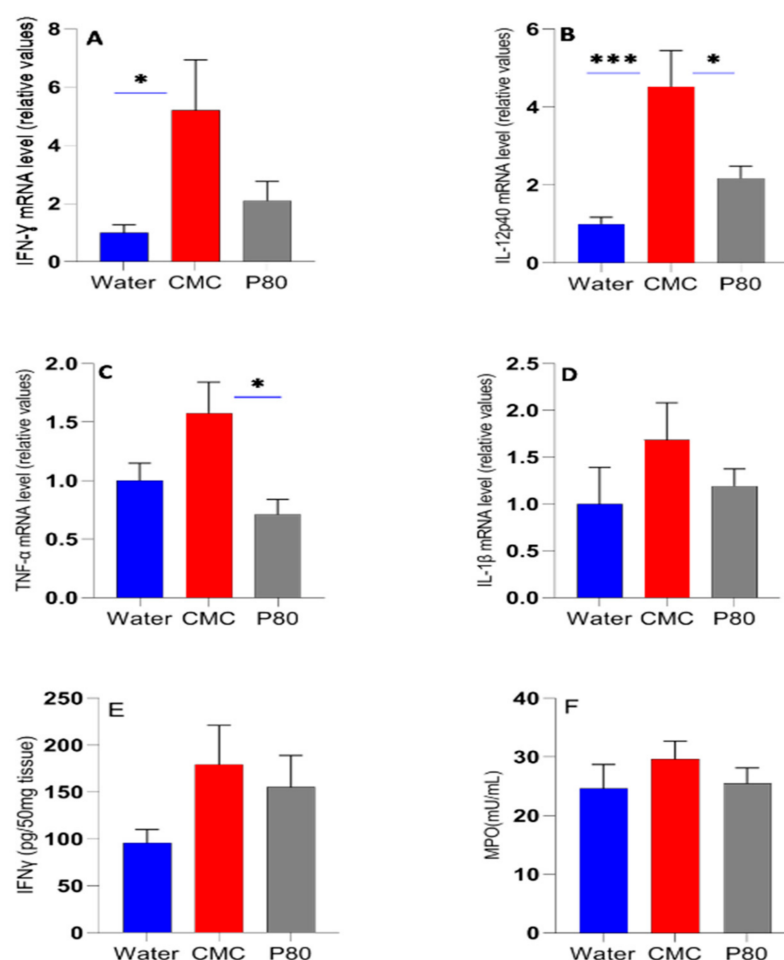 A
IFN-Ɣ mRNA level (relative values)
8
6
4
2
0
*
Water CMC P80
B
IL-12p40 mRNA level (relative values)
6
4
2
0
*** *
Water CMC P80
C
TNF-α mRNA level (relative values)
2.0
1.5
1.0
0.5
0.0
*
Water CMC P80
D
IL-1β mRNA level (relative values)
2.5
2.0
1.5
1.0
0.5
0.0
Water CMC P80
E
IFNγ (pg/50mg tissue)
250
200
150
100
50
0
Water CMC P80
F
MPO(mU/mL)
40
30
20
10
0
Water CMC P80